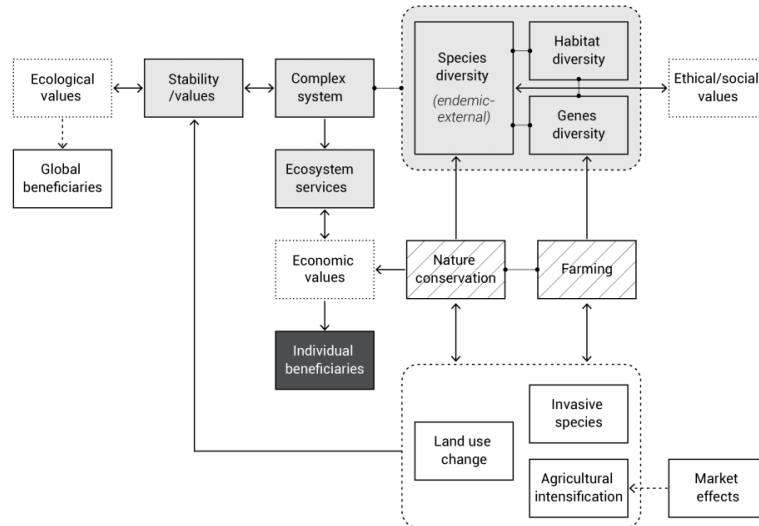 Ecological
values
Stability
/values
Complex
system
Species
diversity
(endemic-
external)
Habitat
diversity
Genes
diversity
Ethical/social
values
Global
beneficiaries
Ecosystem
services
Economic
values
Nature
conservation
Farming
Individual
beneficiaries
Land use
change
Invasive
species
Agricultural
intensification
Market
effects